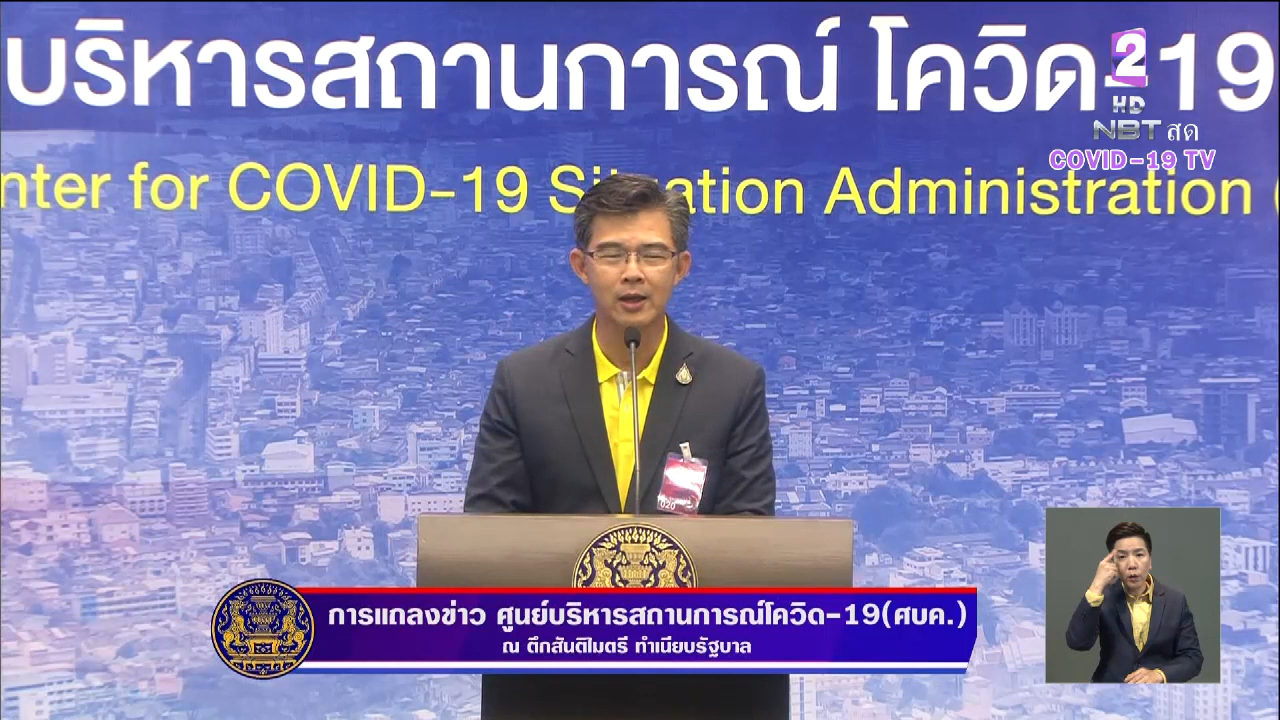 บริหารสถานการณ์ โควิด-19
2
HD
NBT สด
COVID-19 TV
nter for COVID-19 Situation Administration (
020
การแถลงข่าว ศูนย์บริหารสถานการณ์โควิด-19(ศบค.)
ณ ตึกสันติไมตรี ทำเนียบรัฐบาล